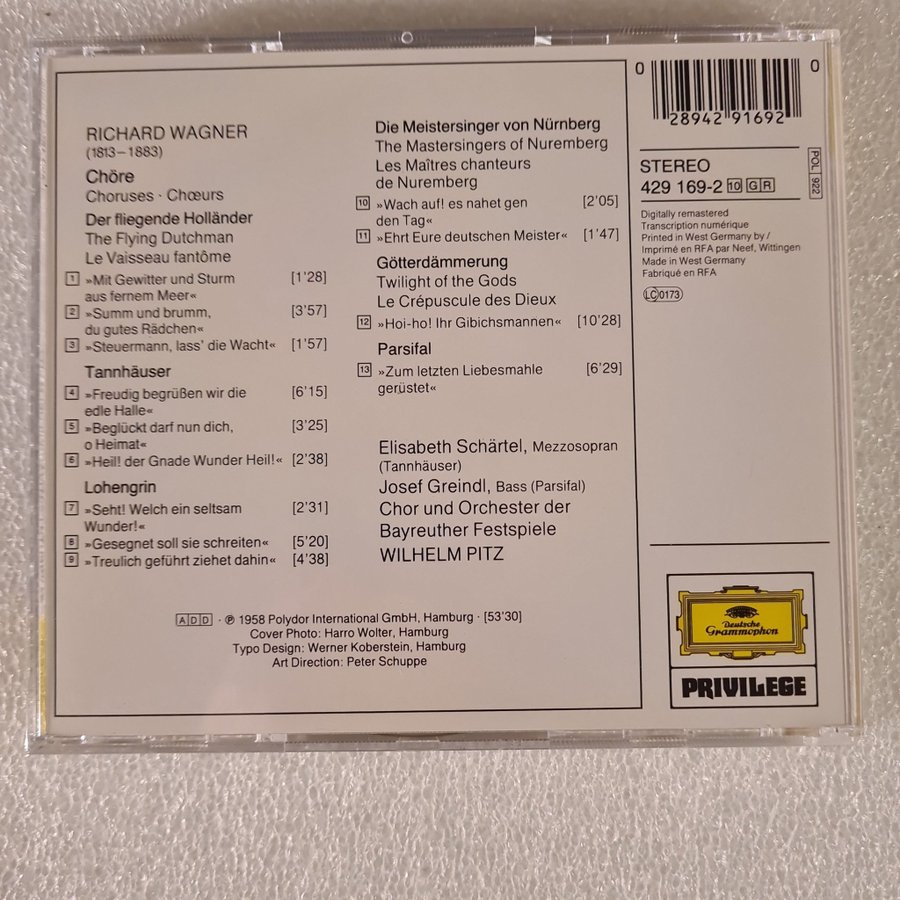 RICHARD WAGNER
(1813–1883)
Chöre
Choruses · Chœurs
Der fliegende Holländer
The Flying Dutchman
Le Vaisseau fantôme
1 »Mit Gewitter und Sturm [1'28]
aus fernem Meer«
2 »Summ und brumm, [3'57]
du gutes Rädchen«
3 »Steuermann, lass' die Wacht« [1'57]
Tannhäuser
4 »Freudig begrüßen wir die [6'15]
edle Halle«
5 »Beglückt darf nun dich, [3'25]
o Heimat«
6 »Heil! der Gnade Wunder Heil!« [2'38]
Lohengrin
7 »Seht! Welch ein seltsam [2'31]
Wunder!«
8 »Gesegnet soll sie schreiten« [5'20]
9 »Treulich geführt ziehet dahin« [4'38]
Die Meistersinger von Nürnberg
The Mastersingers of Nuremberg
Les Maîtres chanteurs
de Nuremberg
10 »Wach auf! es nahet gen [2'05]
den Tag«
11 »Ehrt Eure deutschen Meister« [1'47]
Götterdämmerung
Twilight of the Gods
Le Crépuscule des Dieux
12 »Hoi-ho! Ihr Gibichsmannen« [10'28]
Parsifal
13 »Zum letzten Liebesmahle [6'29]
gerüstet«
Elisabeth Schärtel, Mezzosopran
(Tannhäuser)
Josef Greindl, Bass (Parsifal)
Chor und Orchester der
Bayreuther Festspiele
WILHELM PITZ
ADD · ℗ 1958 Polydor International GmbH, Hamburg · [53'30]
Cover Photo: Harro Wolter, Hamburg
Typo Design: Werner Koberstein, Hamburg
Art Direction: Peter Schuppe
0 28942 91692 0
STEREO
429 169-2 10 G R
POL 922
Digitally remastered
Transcription numérique
Printed in West Germany by /
Imprimé en RFA par Neef, Wittingen
Made in West Germany
Fabriqué en RFA
LC 0173
Deutsche
Grammophon
PRIVILEGE